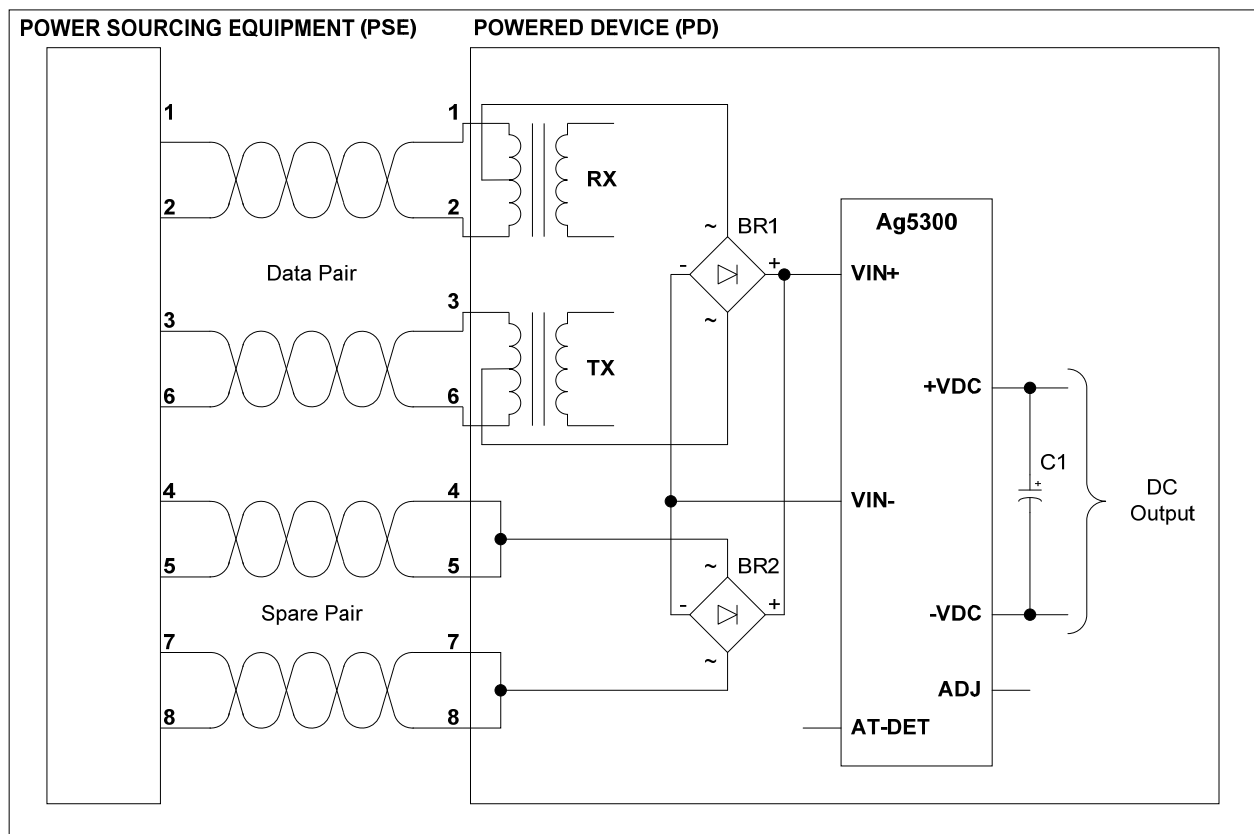 POWER SOURCING EQUIPMENT (PSE)
POWERED DEVICE (PD)
1
1
2
2
RX
Data Pair
3
3
6
6
TX
~
BR1
-
+
~
Ag5300
VIN+
+VDC
C1
+
DC
Output
VIN-
4
4
5
5
~
BR2
-
+
~
Spare Pair
-VDC
7
7
8
8
ADJ
AT-DET